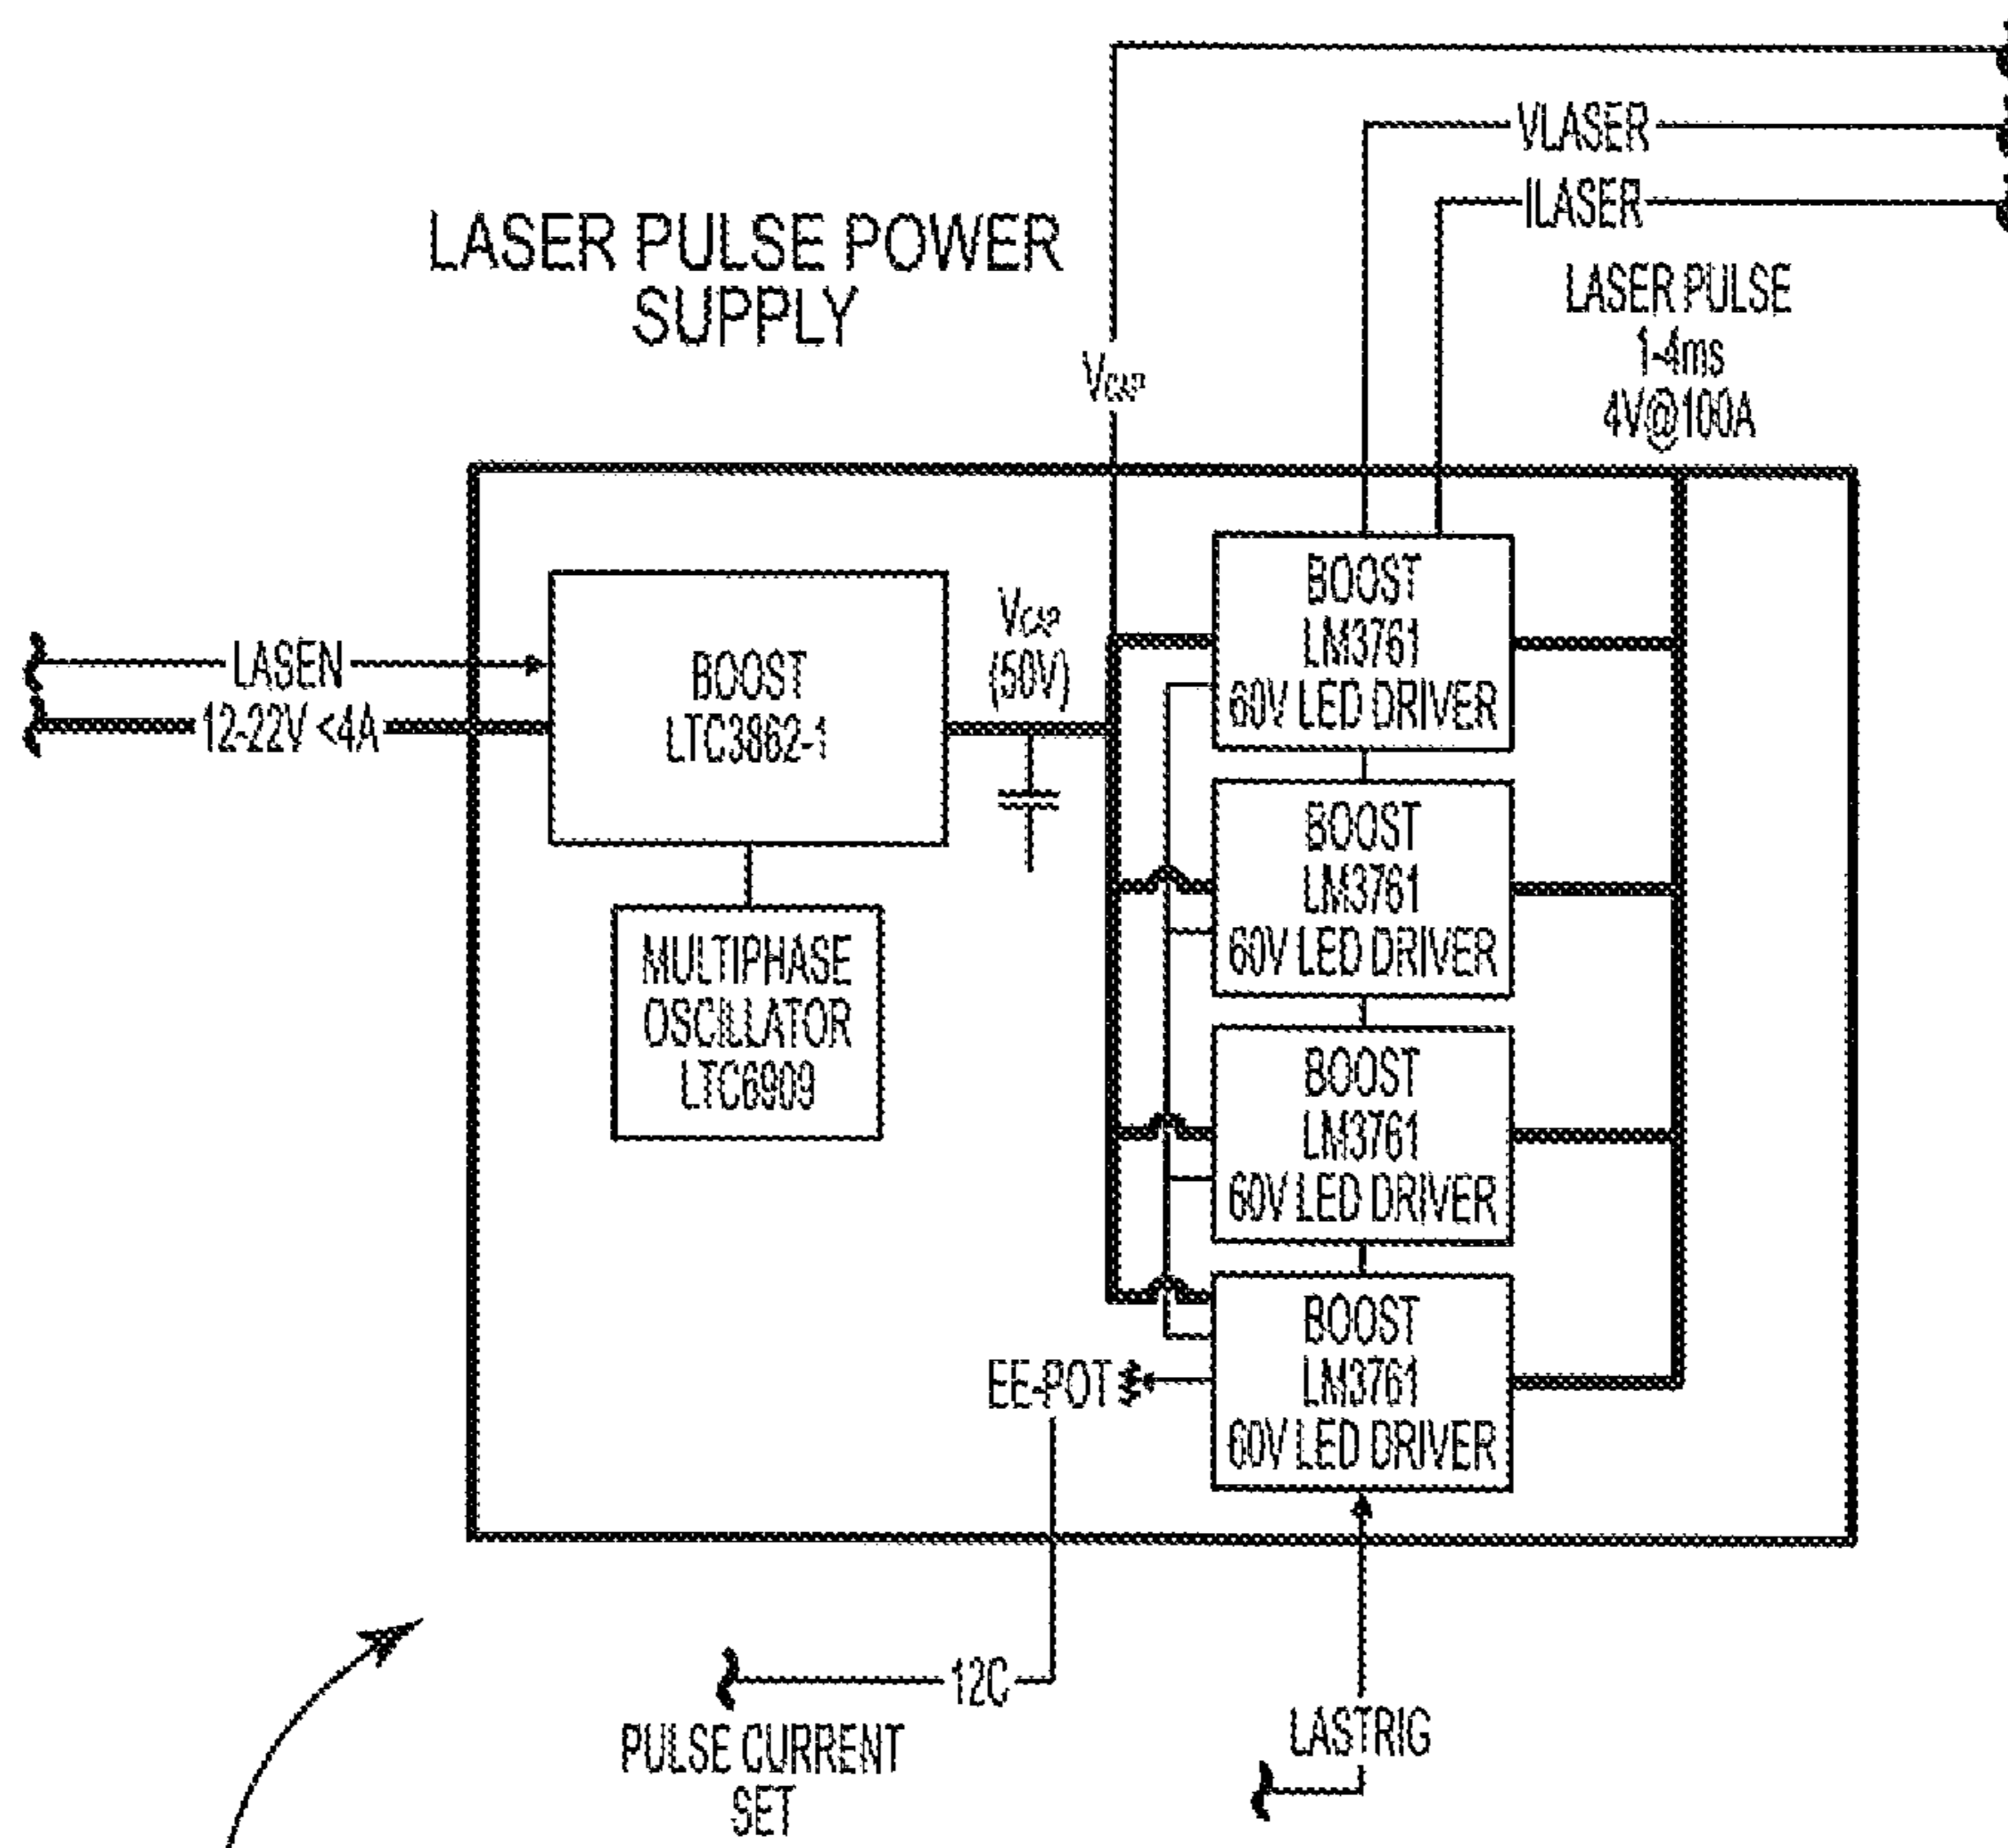 VLASER
ILASER
LASER PULSE POWER
SUPPLY
LASER PULSE
1-4ms
4V@100A
VCAP
LASEN
12-22V <4A
BOOST
LTC3862-1
VCAP
(50V)
MULTIPHASE
OSCILLATOR
LTC6909
BOOST
LM3761
60V LED DRIVER
BOOST
LM3761
60V LED DRIVER
BOOST
LM3761
60V LED DRIVER
BOOST
LM3761
60V LED DRIVER
EE-POT
12C
PULSE CURRENT
SET
LASTRIG